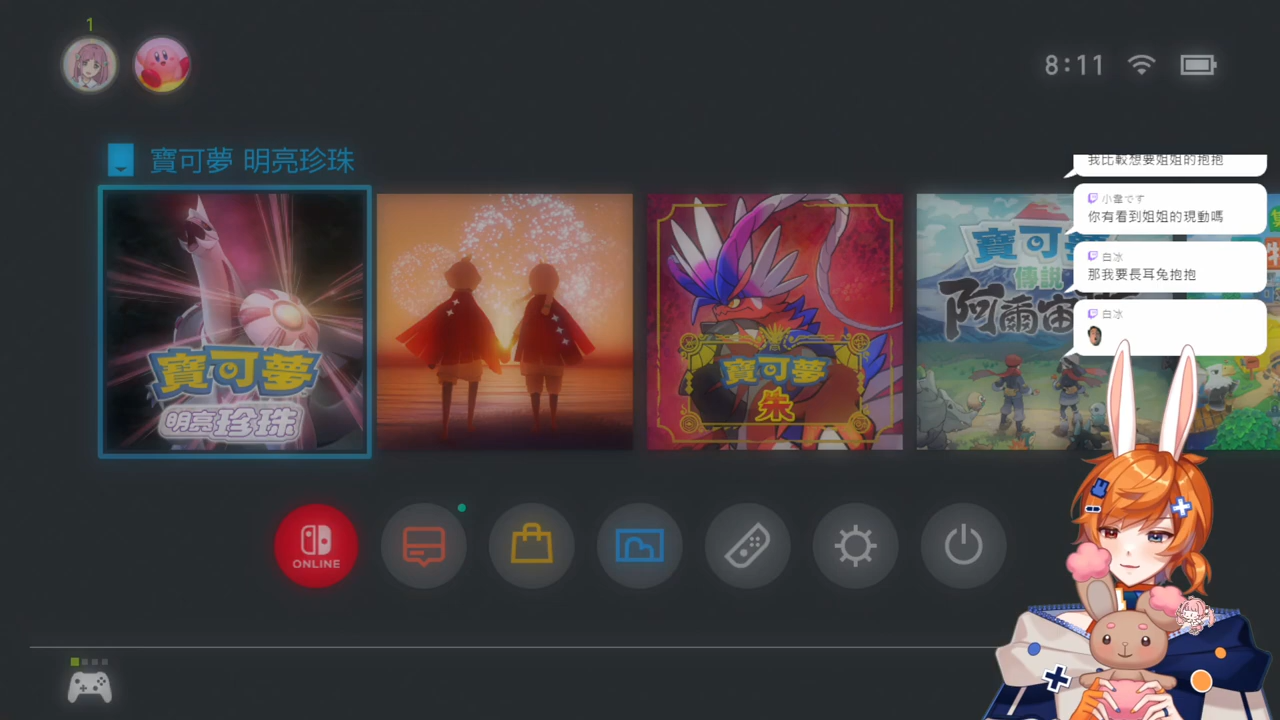 1
8:11
寶可夢 明亮珍珠
寶可夢
明亮珍珠
寶可夢
朱
寶可夢
傳說
阿爾宙
我比較想要姐姐的抱抱
小韋です
你有看到姐姐的現動嗎
白冰
那我要長耳兔抱抱
白冰
ONLINE